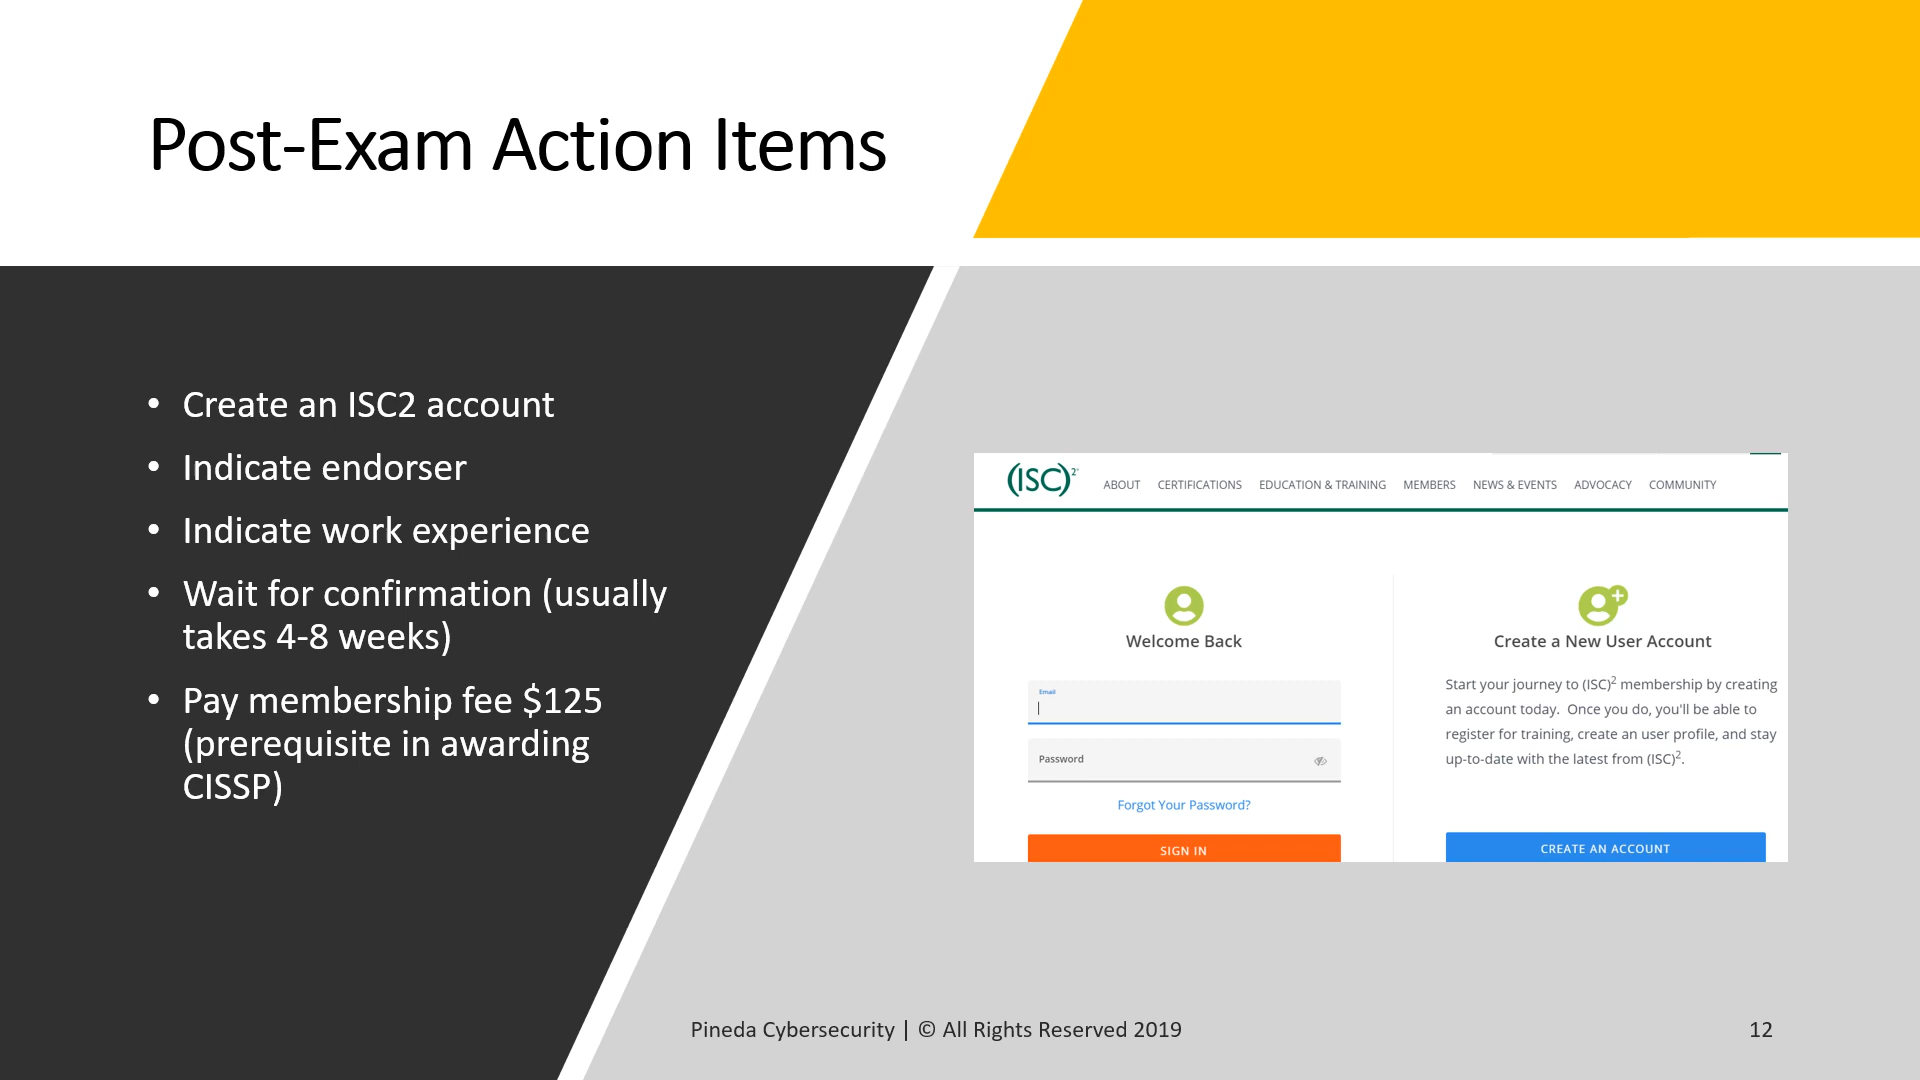 Post-Exam Action Items
• Create an ISC2 account
• Indicate endorser
• Indicate work experience
• Wait for confirmation (usually
takes 4-8 weeks)
• Pay membership fee $125
(prerequisite in awarding
CISSP)
(ISC)²
ABOUT CERTIFICATIONS EDUCATION & TRAINING MEMBERS NEWS & EVENTS ADVOCACY COMMUNITY
Welcome Back
Email
Password
Forgot Your Password?
SIGN IN
Create a New User Account
Start your journey to (ISC)² membership by creating
an account today. Once you do, you'll be able to
register for training, create an user profile, and stay
up-to-date with the latest from (ISC)².
CREATE AN ACCOUNT
Pineda Cybersecurity | © All Rights Reserved 2019
12